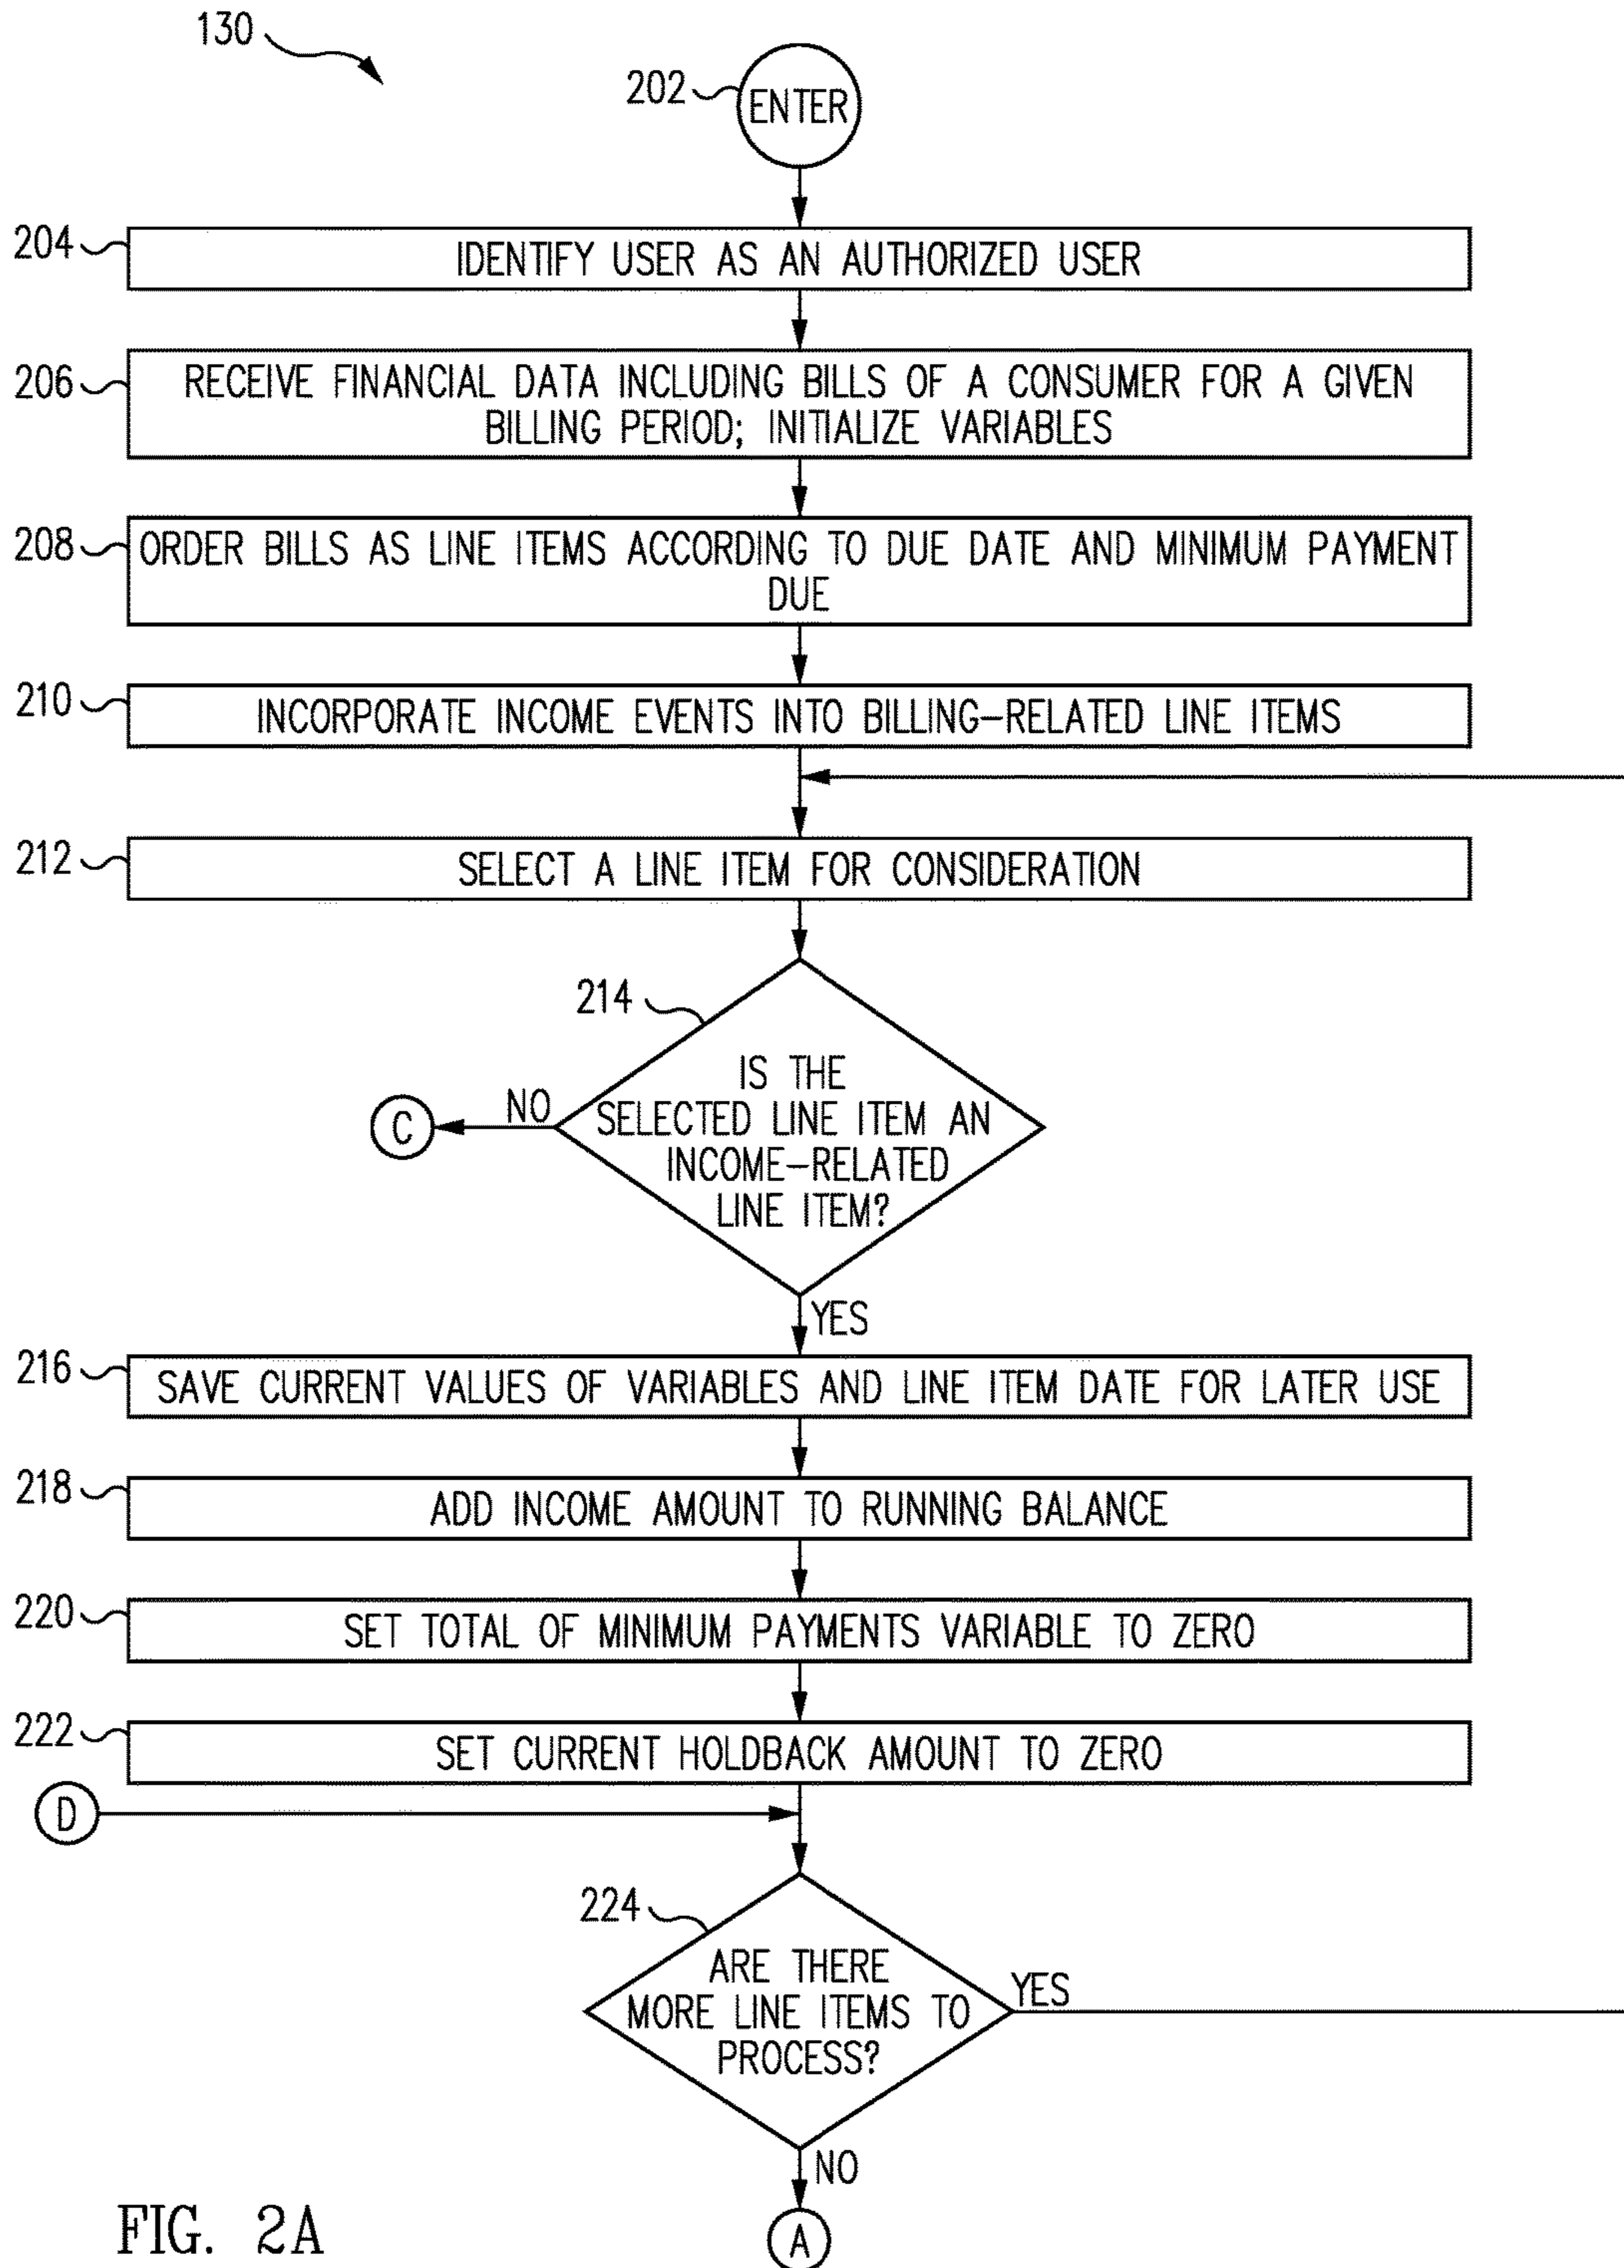 130
202
ENTER
204
IDENTIFY USER AS AN AUTHORIZED USER
206
RECEIVE FINANCIAL DATA INCLUDING BILLS OF A CONSUMER FOR A GIVEN
BILLING PERIOD; INITIALIZE VARIABLES
208
ORDER BILLS AS LINE ITEMS ACCORDING TO DUE DATE AND MINIMUM PAYMENT
DUE
210
INCORPORATE INCOME EVENTS INTO BILLING-RELATED LINE ITEMS
212
SELECT A LINE ITEM FOR CONSIDERATION
214
IS THE
SELECTED LINE ITEM AN
INCOME-RELATED
LINE ITEM?
NO
C
YES
216
SAVE CURRENT VALUES OF VARIABLES AND LINE ITEM DATE FOR LATER USE
218
ADD INCOME AMOUNT TO RUNNING BALANCE
220
SET TOTAL OF MINIMUM PAYMENTS VARIABLE TO ZERO
222
SET CURRENT HOLDBACK AMOUNT TO ZERO
D
224
ARE THERE
MORE LINE ITEMS TO
PROCESS?
YES
NO
A
FIG. 2A